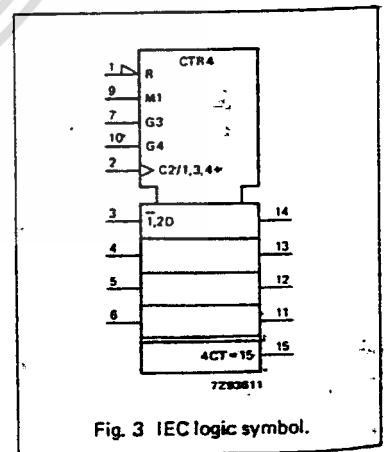 CTR4
1 R
9 M1
7 G3
10 G4
2 C2/1,3,4+
3 1̅,2D 14
4 13
5 12
6 11
4CT=15 15
7Z93611
Fig. 3 IEC logic symbol.